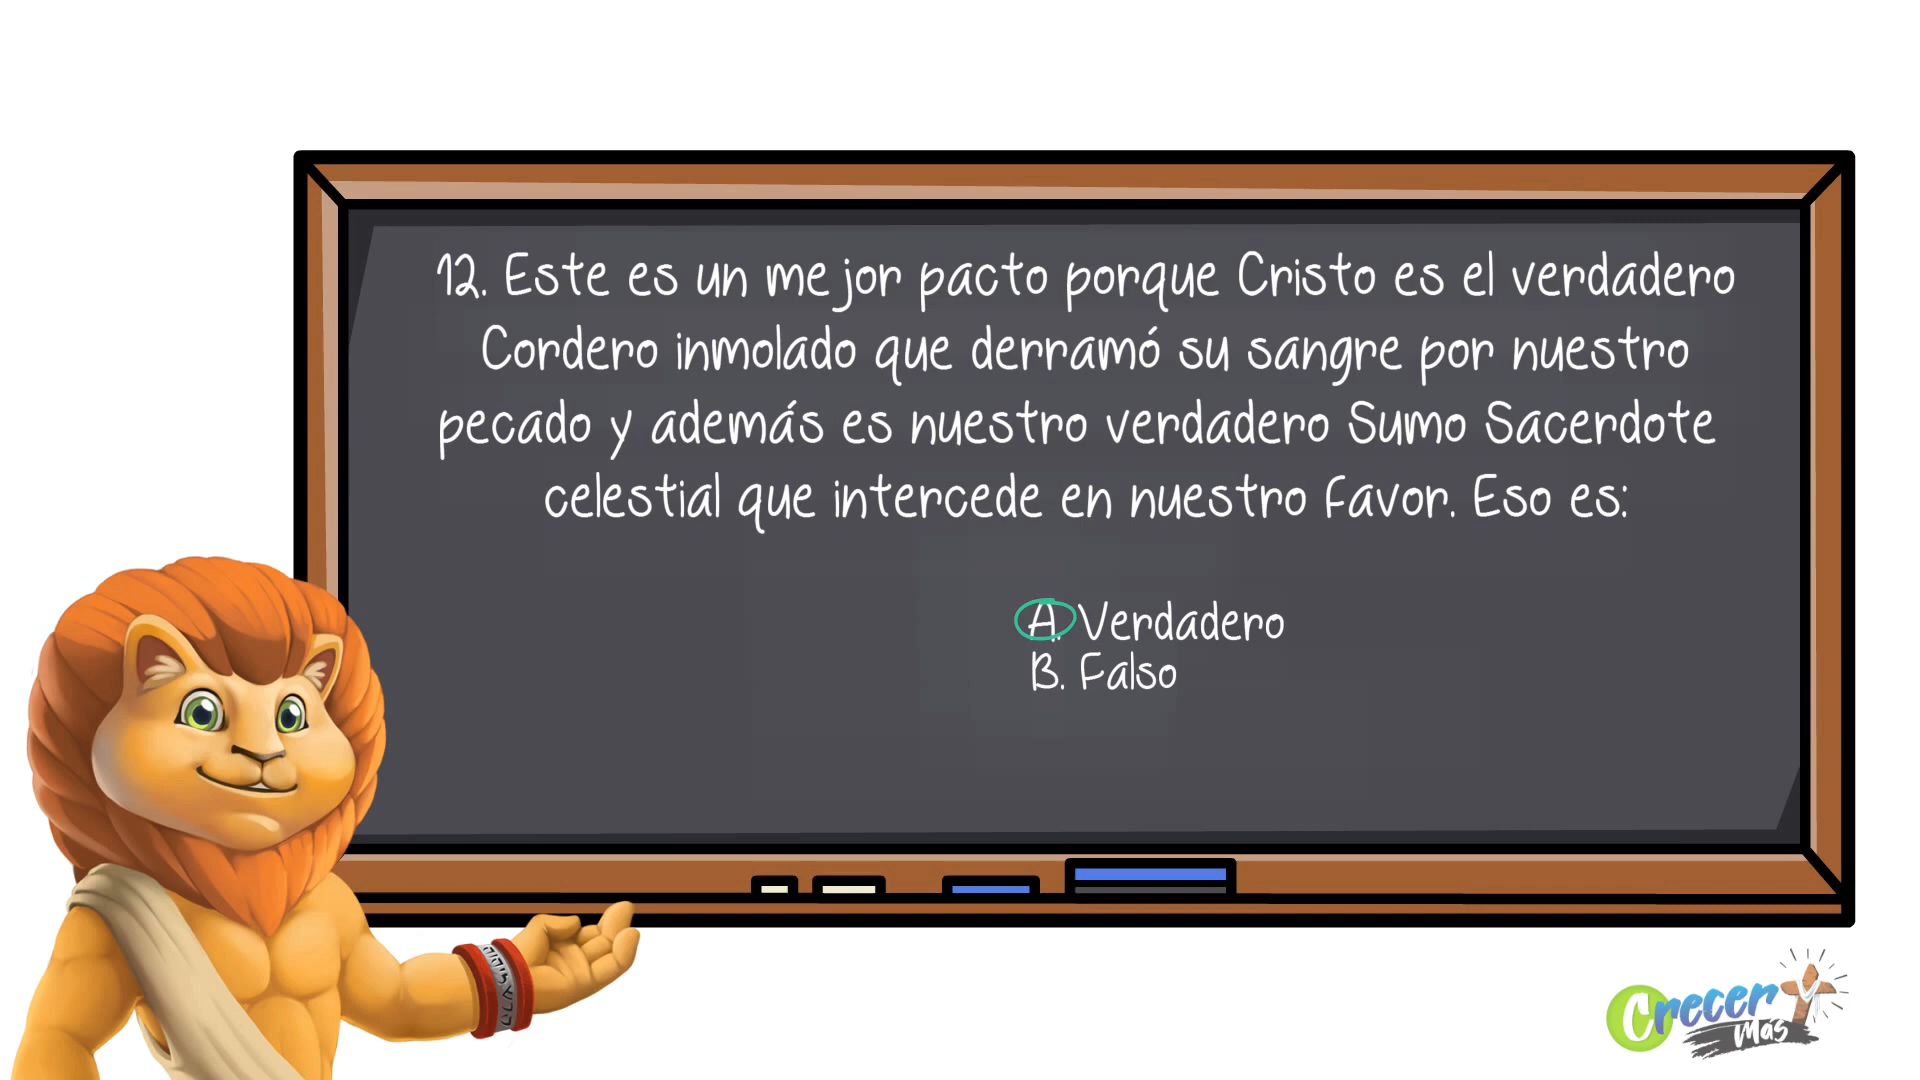 12. Este es un mejor pacto porque Cristo es el verdadero
Cordero inmolado que derramó su sangre por nuestro
pecado y además es nuestro verdadero Sumo Sacerdote
celestial que intercede en nuestro favor. Eso es:
A. Verdadero
B. Falso
Crecer
Más